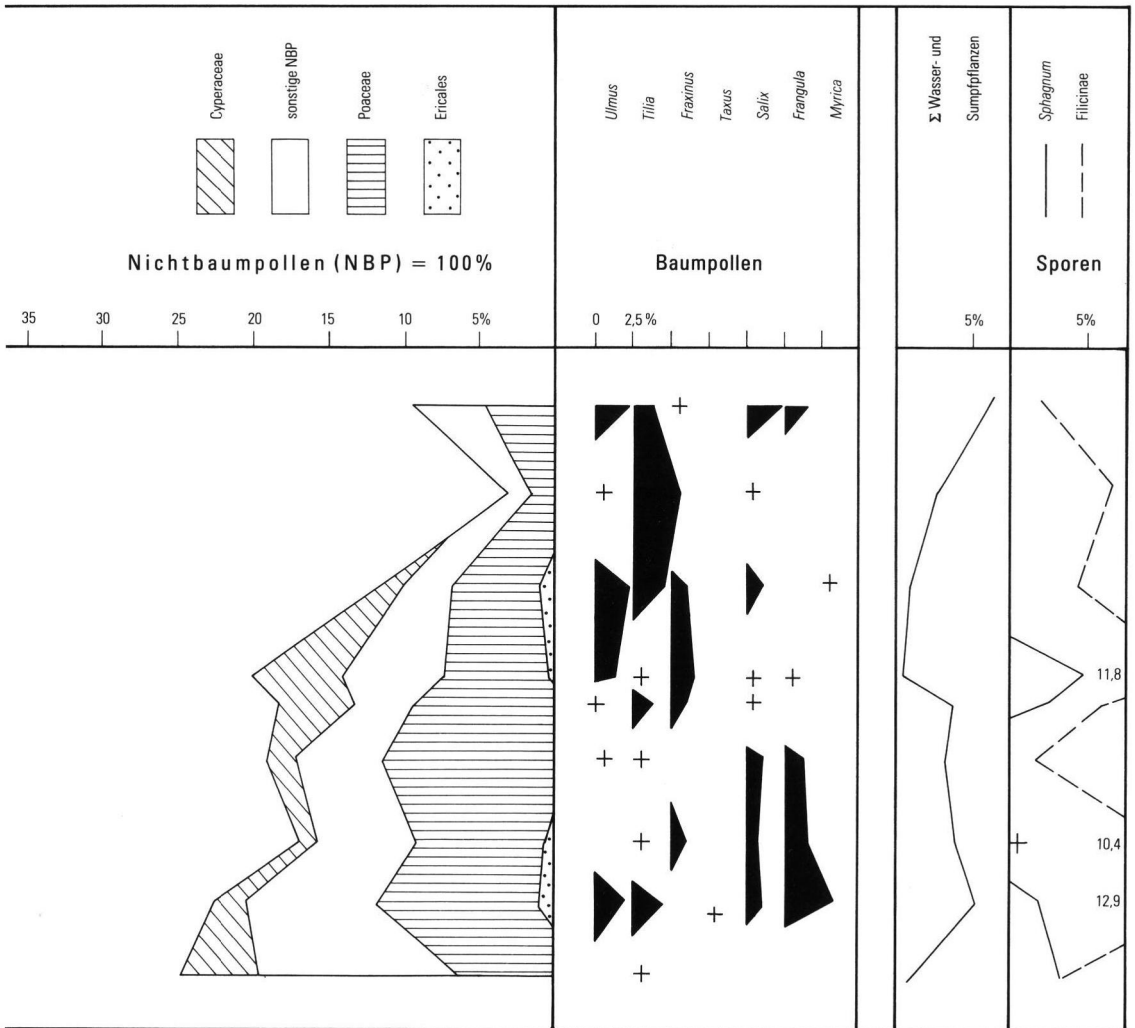 Cyperaceae
sonstige NBP
Poaceae
Ericales
Nichtbaumpollen (NBP) = 100%
35 30 25 20 15 10 5%
Ulmus
Tilia
Fraxinus
Taxus
Salix
Frangula
Myrica
Baumpollen
0 2,5 %
Σ Wasser- und
Sumpfpflanzen
5%
Sphagnum
Filicinae
Sporen
5%
+
+ +
+
+ + + 11,8
+ +
+ +
+ + 10,4
12,9
+
+